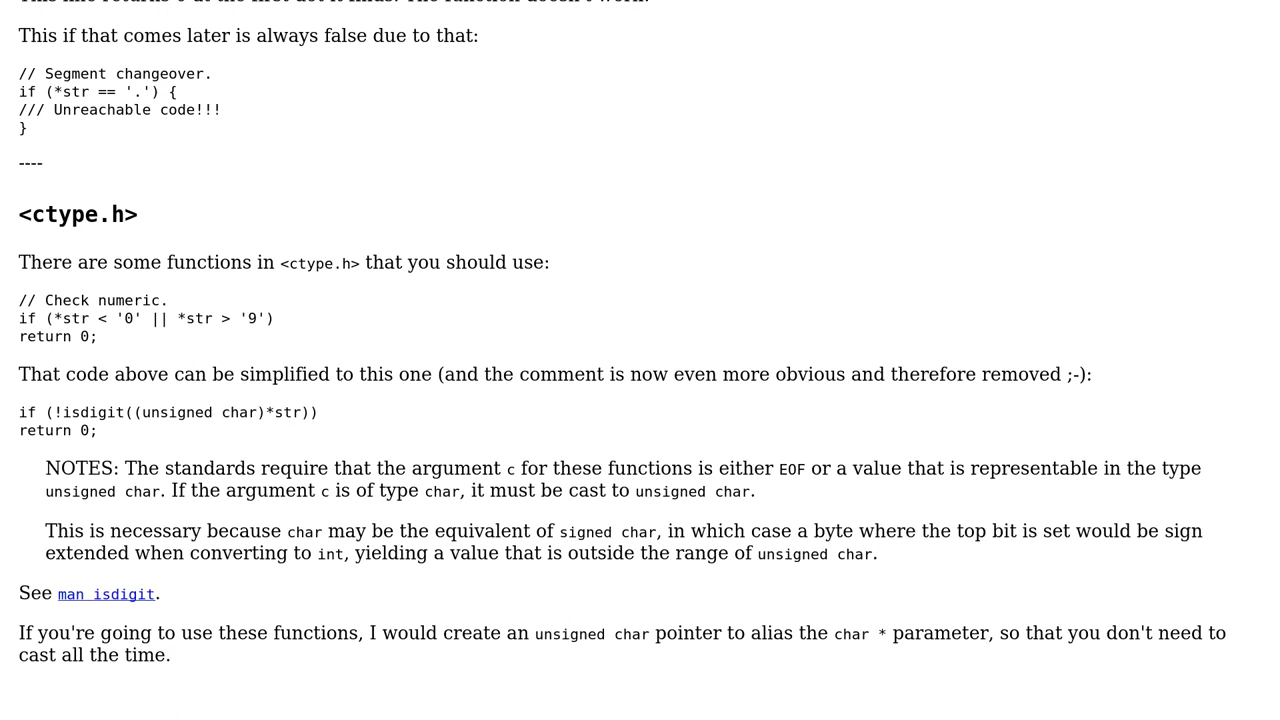 This if that comes later is always false due to that:
// Segment changeover.
if (*str == '.') {
/// Unreachable code!!!
}
----
<ctype.h>
There are some functions in <ctype.h> that you should use:
// Check numeric.
if (*str < '0' || *str > '9')
return 0;
That code above can be simplified to this one (and the comment is now even more obvious and therefore removed ;-):
if (!isdigit((unsigned char)*str))
return 0;
NOTES: The standards require that the argument c for these functions is either EOF or a value that is representable in the type
unsigned char. If the argument c is of type char, it must be cast to unsigned char.
This is necessary because char may be the equivalent of signed char, in which case a byte where the top bit is set would be sign
extended when converting to int, yielding a value that is outside the range of unsigned char.
See man isdigit.
If you're going to use these functions, I would create an unsigned char pointer to alias the char * parameter, so that you don't need to
cast all the time.